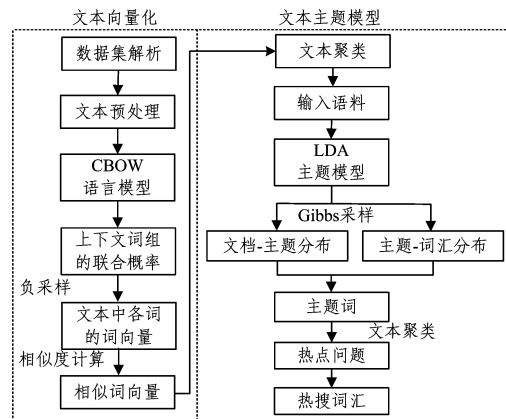 文本向量化
数据集解析
文本预处理
CBOW
语言模型
上下文词组
的联合概率
负采样
文本中各词
的词向量
相似度计算
相似词向量
文本主题模型
文本聚类
输入语料
LDA
主题模型
Gibbs采样
文档-主题分布
主题-词汇分布
主题词
文本聚类
热点问题
热搜词汇